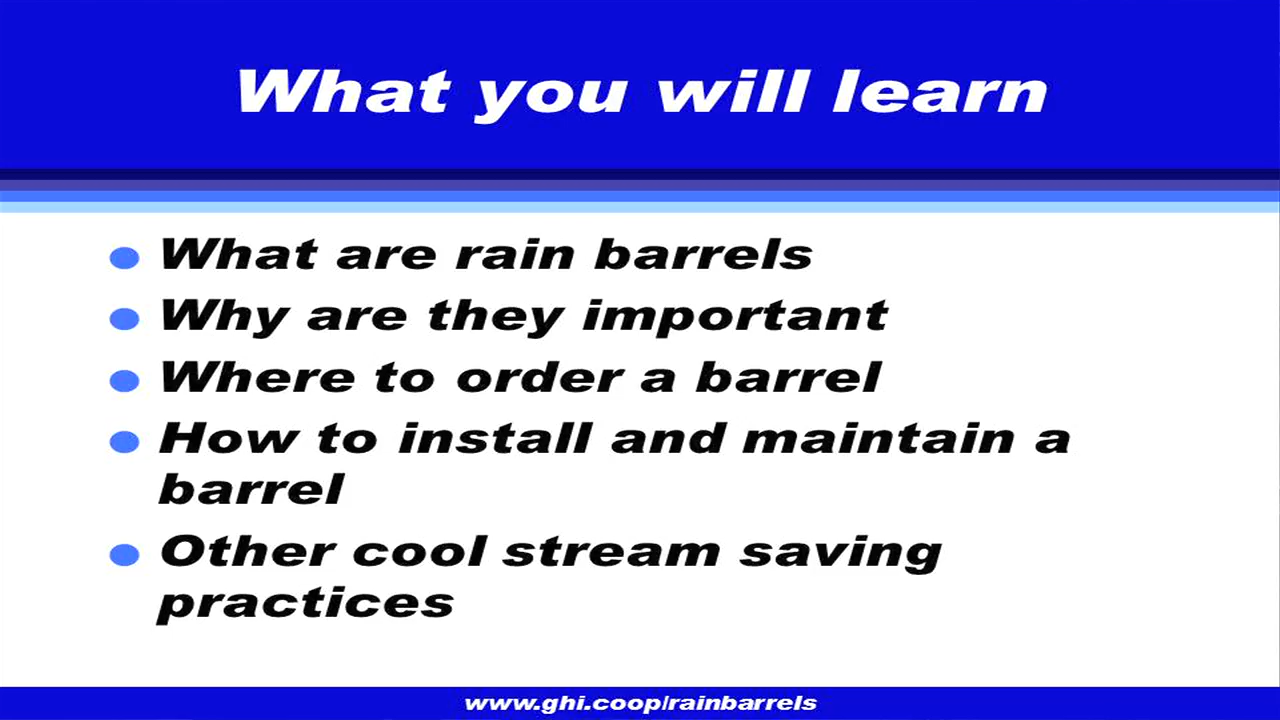 What you will learn
What are rain barrels
Why are they important
Where to order a barrel
How to install and maintain a
barrel
Other cool stream saving
practices
www.ghi.coop/rainbarrels